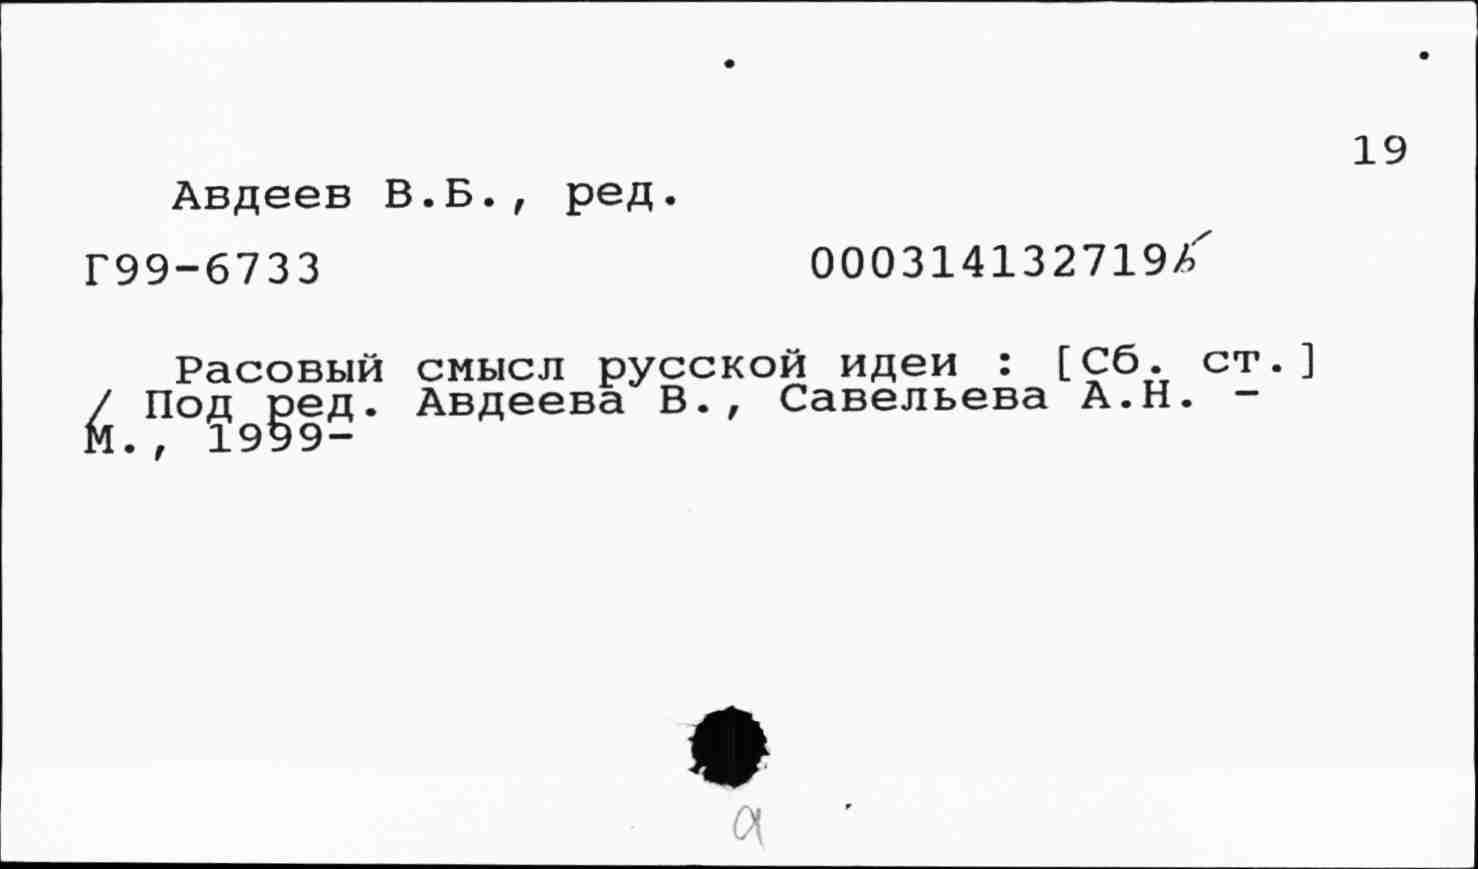 19
Авдеев В.Б., ред.
Г99-6733
000314132719б
Расовый смысл русской идеи : [Сб. ст.]
/ Под ред. Авдеева В., Савельева А.Н. -
М., 1999-
а